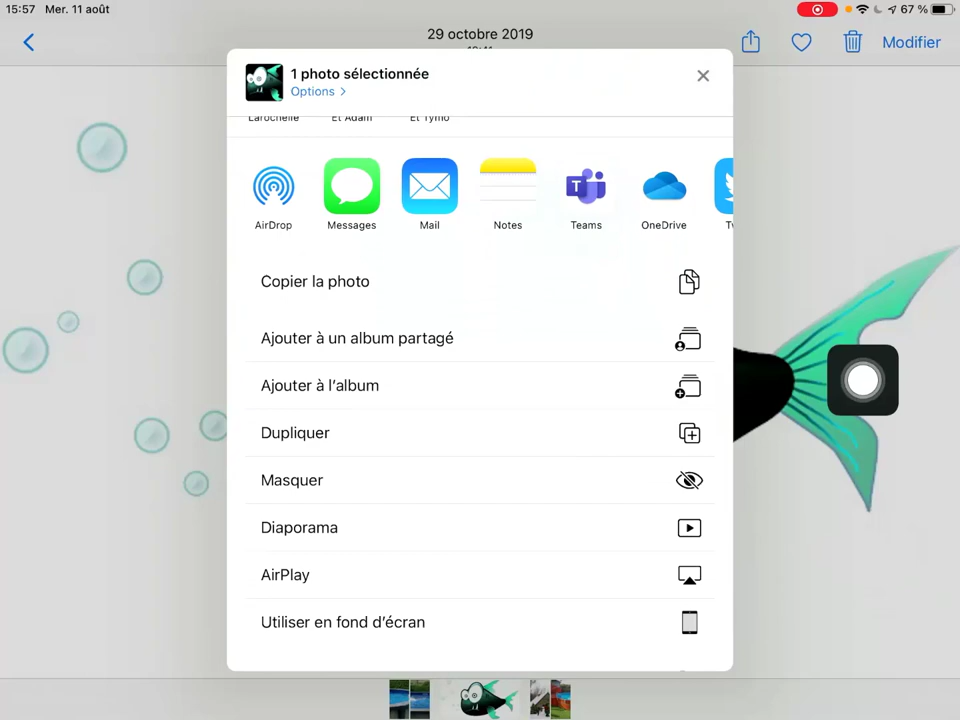 15:57 Mer. 11 août
67 %
29 octobre 2019
Modifier
1 photo sélectionnée
Options
Larochelle Et Adam Et Tymo
AirDrop Messages Mail Notes Teams OneDrive
Copier la photo
Ajouter à un album partagé
Ajouter à l'album
Dupliquer
Masquer
Diaporama
AirPlay
Utiliser en fond d'écran